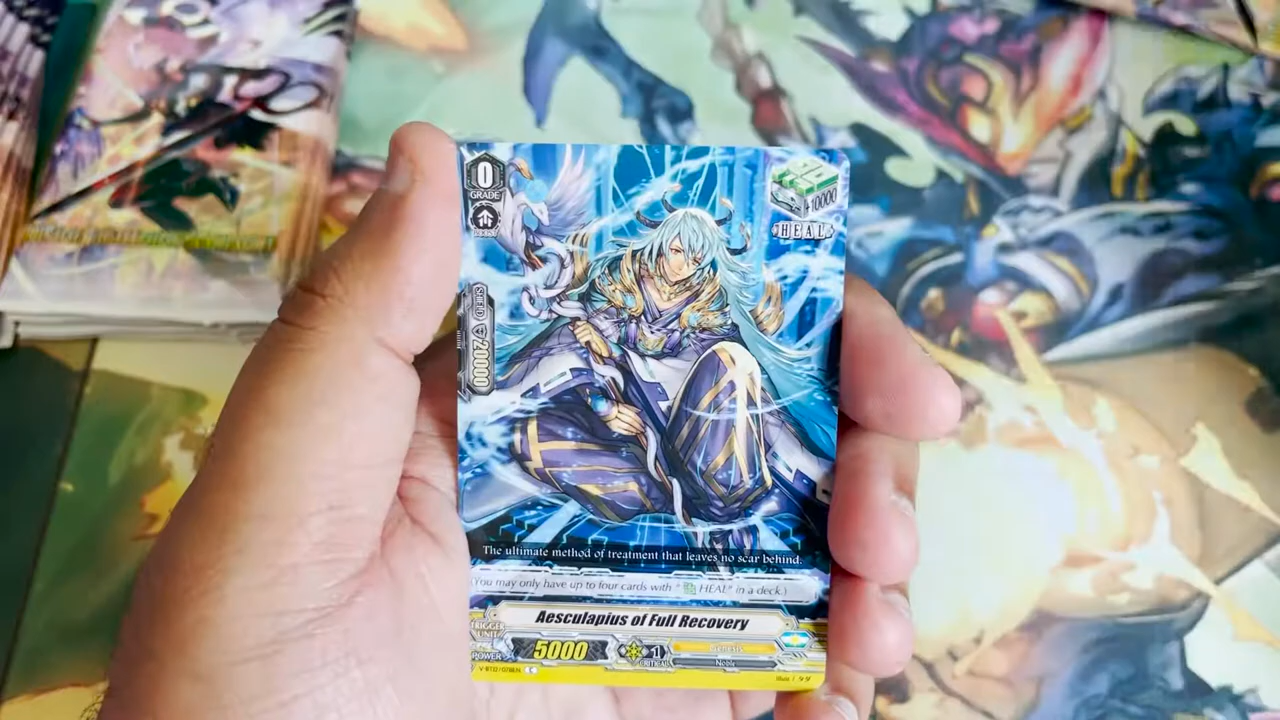 0
GRADE
BOOST
+10000
HEAL
SHIELD 20000
The ultimate method of treatment that leaves no scar behind.
(You may only have up to four cards with " HEAL" in a deck.)
Aesculapius of Full Recovery
TRIGGER
UNIT
POWER 5000
1
CRITICAL
Genesis
Noble
C
Illust.